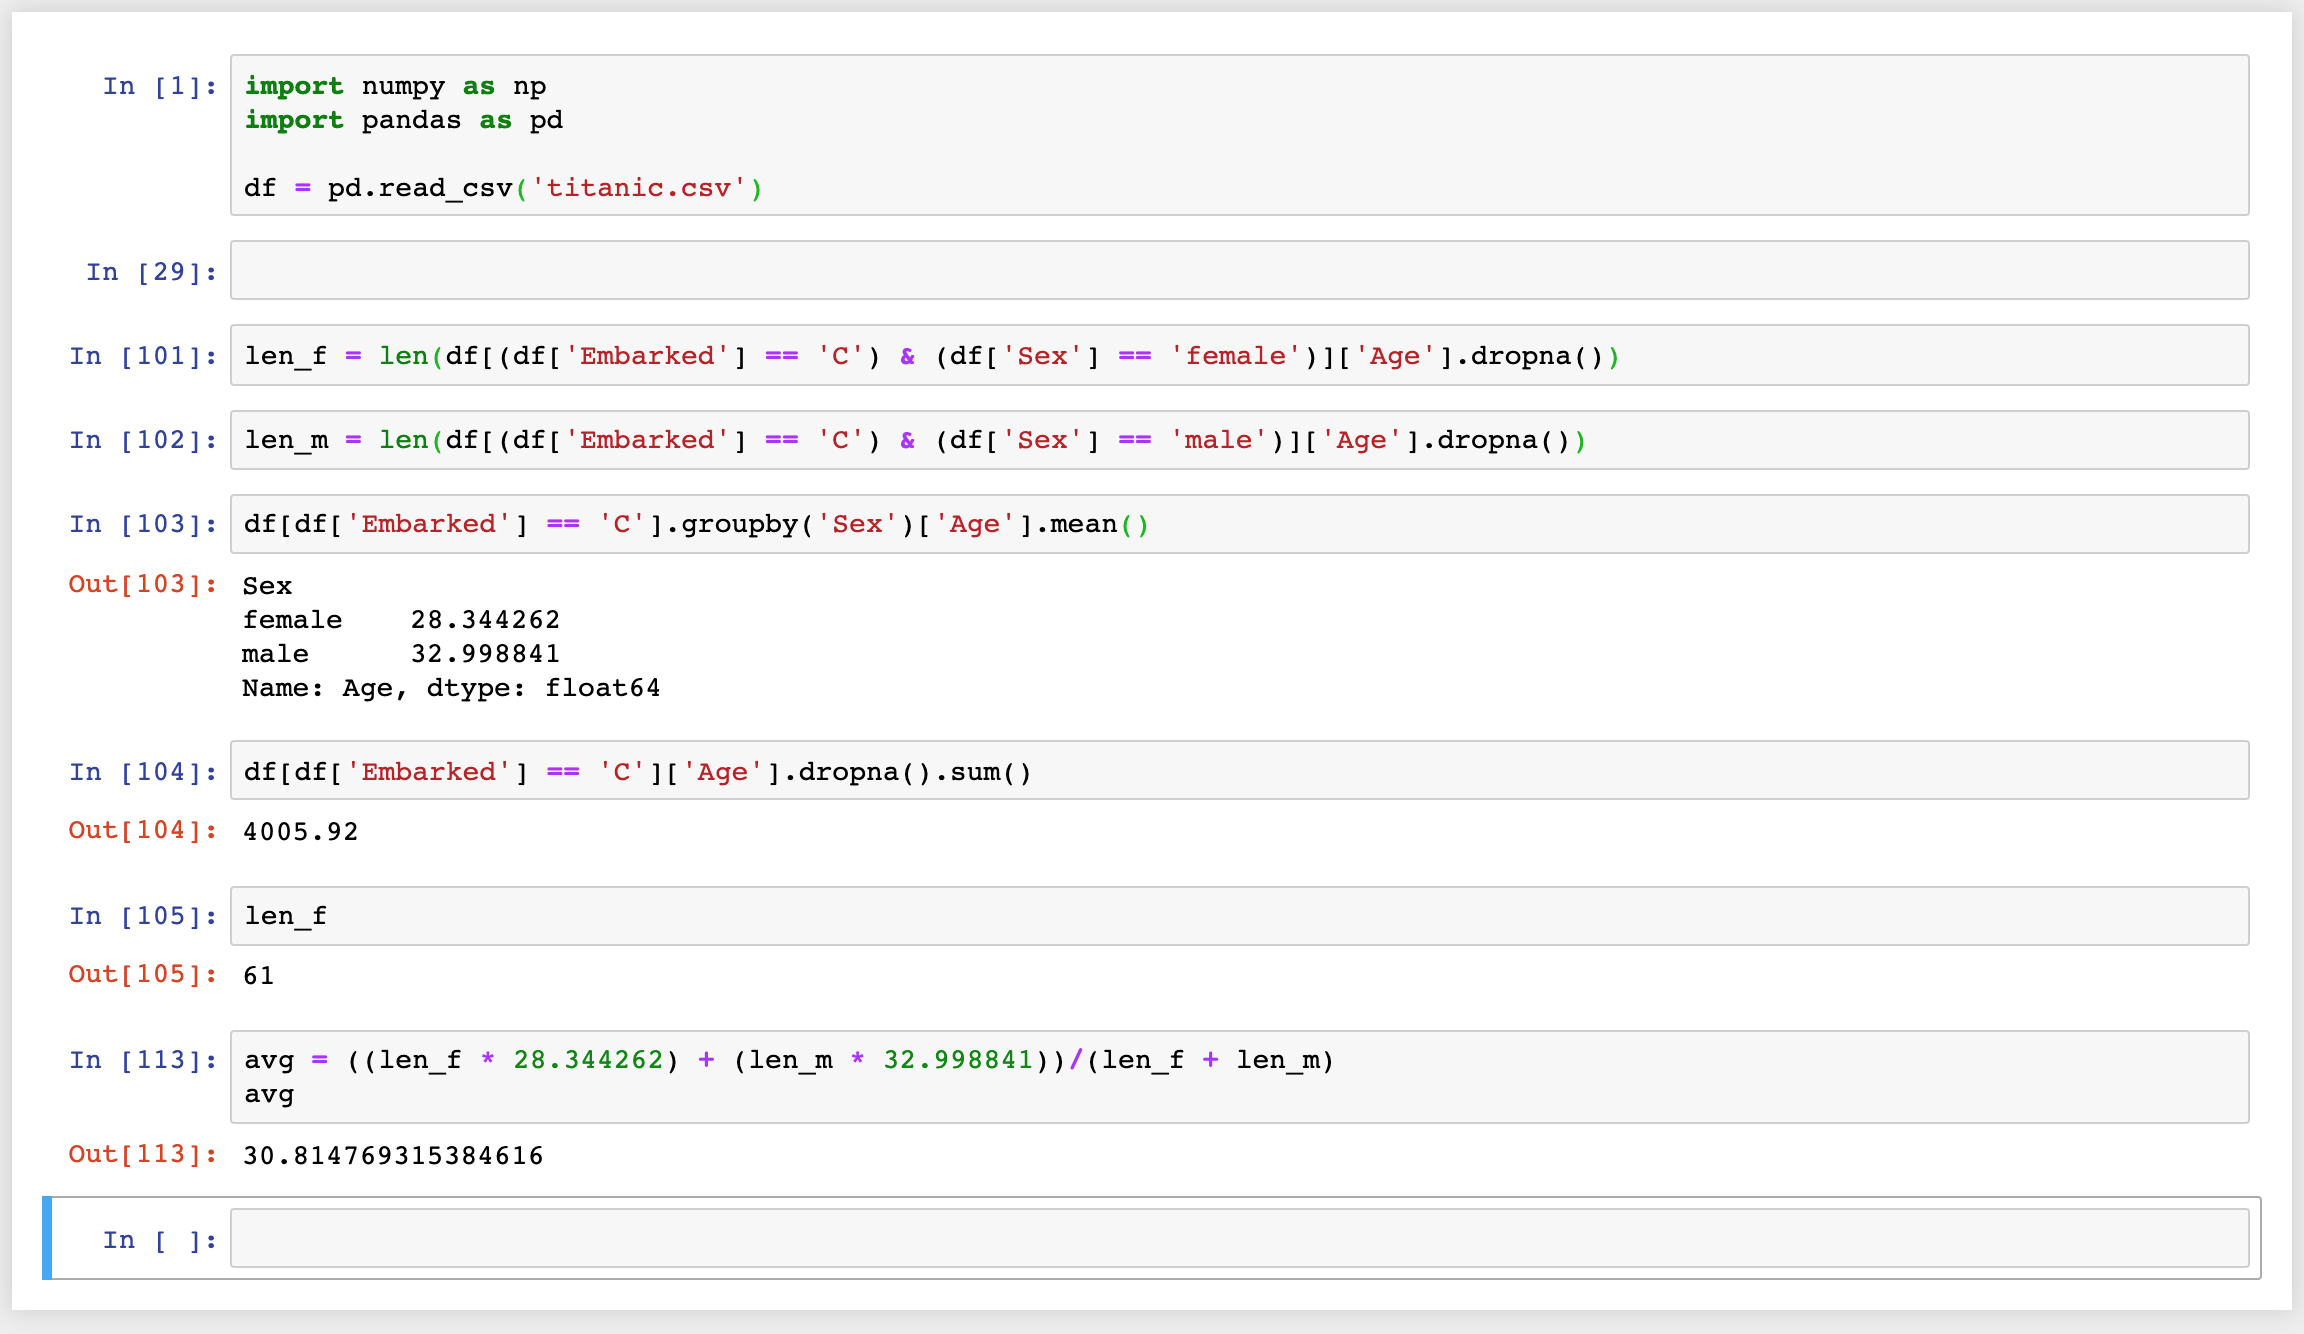 In [1]: import numpy as np
import pandas as pd
df = pd.read_csv('titanic.csv')
In [29]:
In [101]: len_f = len(df[(df['Embarked'] == 'C') & (df['Sex'] == 'female')]['Age'].dropna())
In [102]: len_m = len(df[(df['Embarked'] == 'C') & (df['Sex'] == 'male')]['Age'].dropna())
In [103]: df[df['Embarked'] == 'C'].groupby('Sex')['Age'].mean()
Out[103]: Sex
female    28.344262
male      32.998841
Name: Age, dtype: float64
In [104]: df[df['Embarked'] == 'C']['Age'].dropna().sum()
Out[104]: 4005.92
In [105]: len_f
Out[105]: 61
In [113]: avg = ((len_f * 28.344262) + (len_m * 32.998841))/(len_f + len_m)
avg
Out[113]: 30.814769315384616
In [ ]: